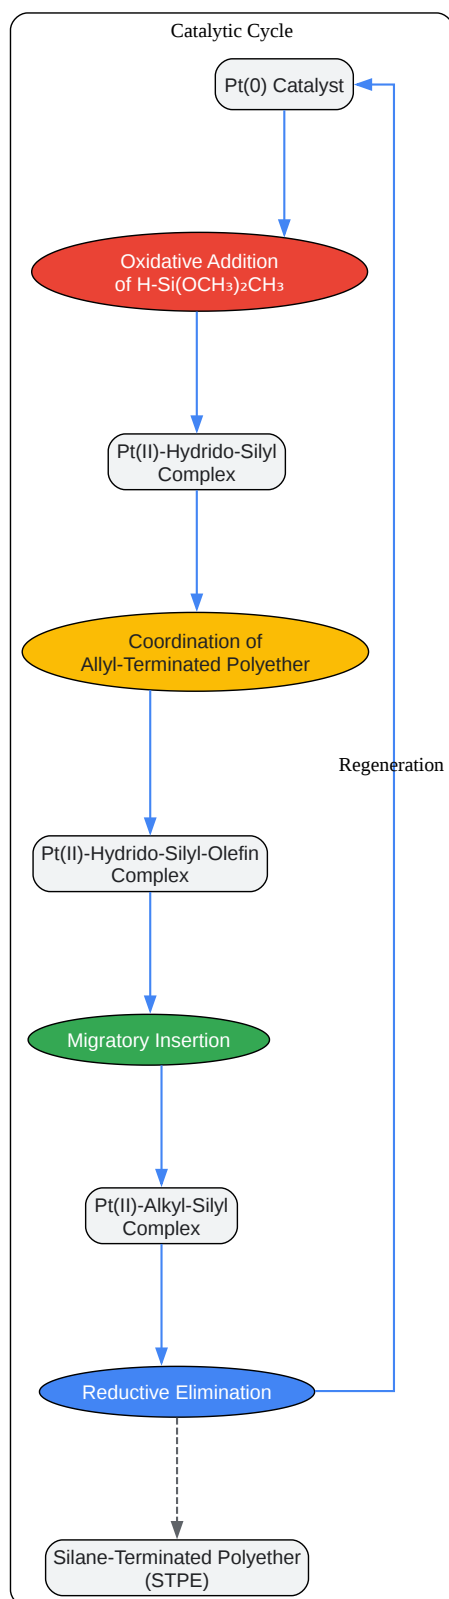 Catalytic Cycle
Pt(0) Catalyst
Oxidative Addition
of H-Si(OCH₃)₂CH₃
Pt(II)-Hydrido-Silyl
Complex
Coordination of
Allyl-Terminated Polyether
Regeneration
Pt(II)-Hydrido-Silyl-Olefin
Complex
Migratory Insertion
Pt(II)-Alkyl-Silyl
Complex
Reductive Elimination
Silane-Terminated Polyether
(STPE)